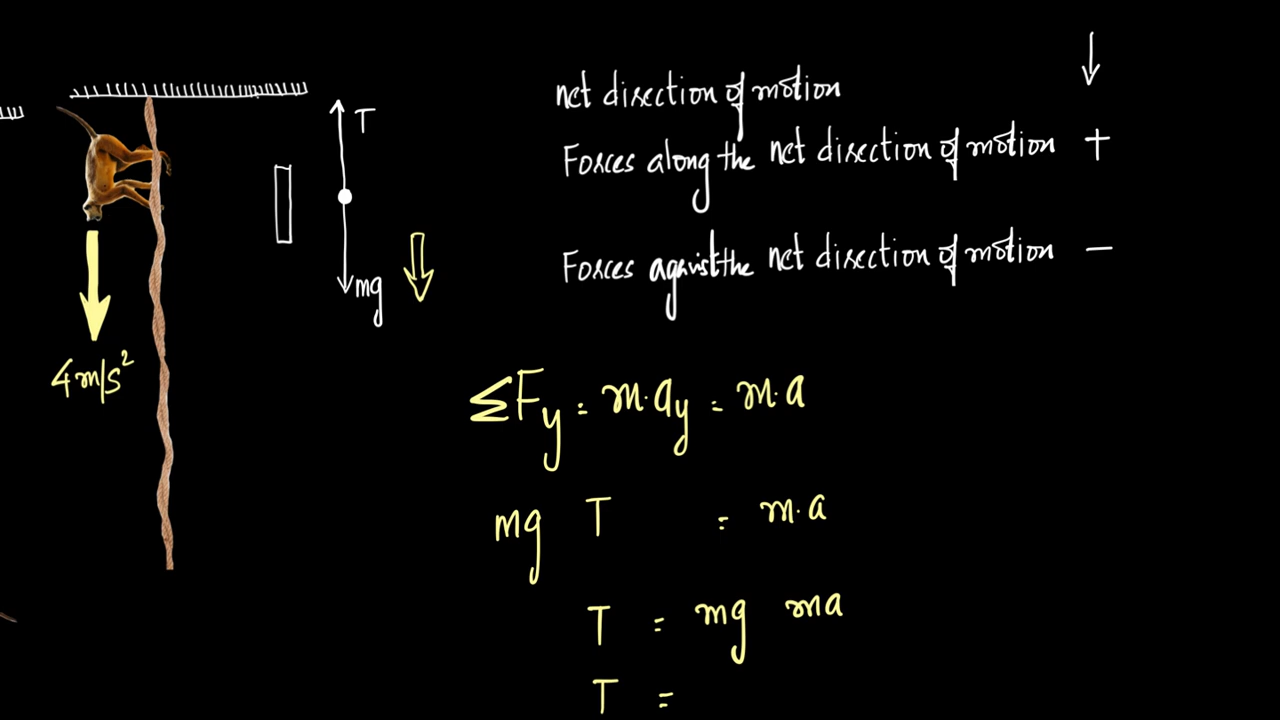 net direction of motion
Forces along the net direction of motion +
Forces against the net direction of motion −
T
mg
4 m/s²
ΣFy = m.ay = m.a
mg T = m.a
T = mg ma
T =